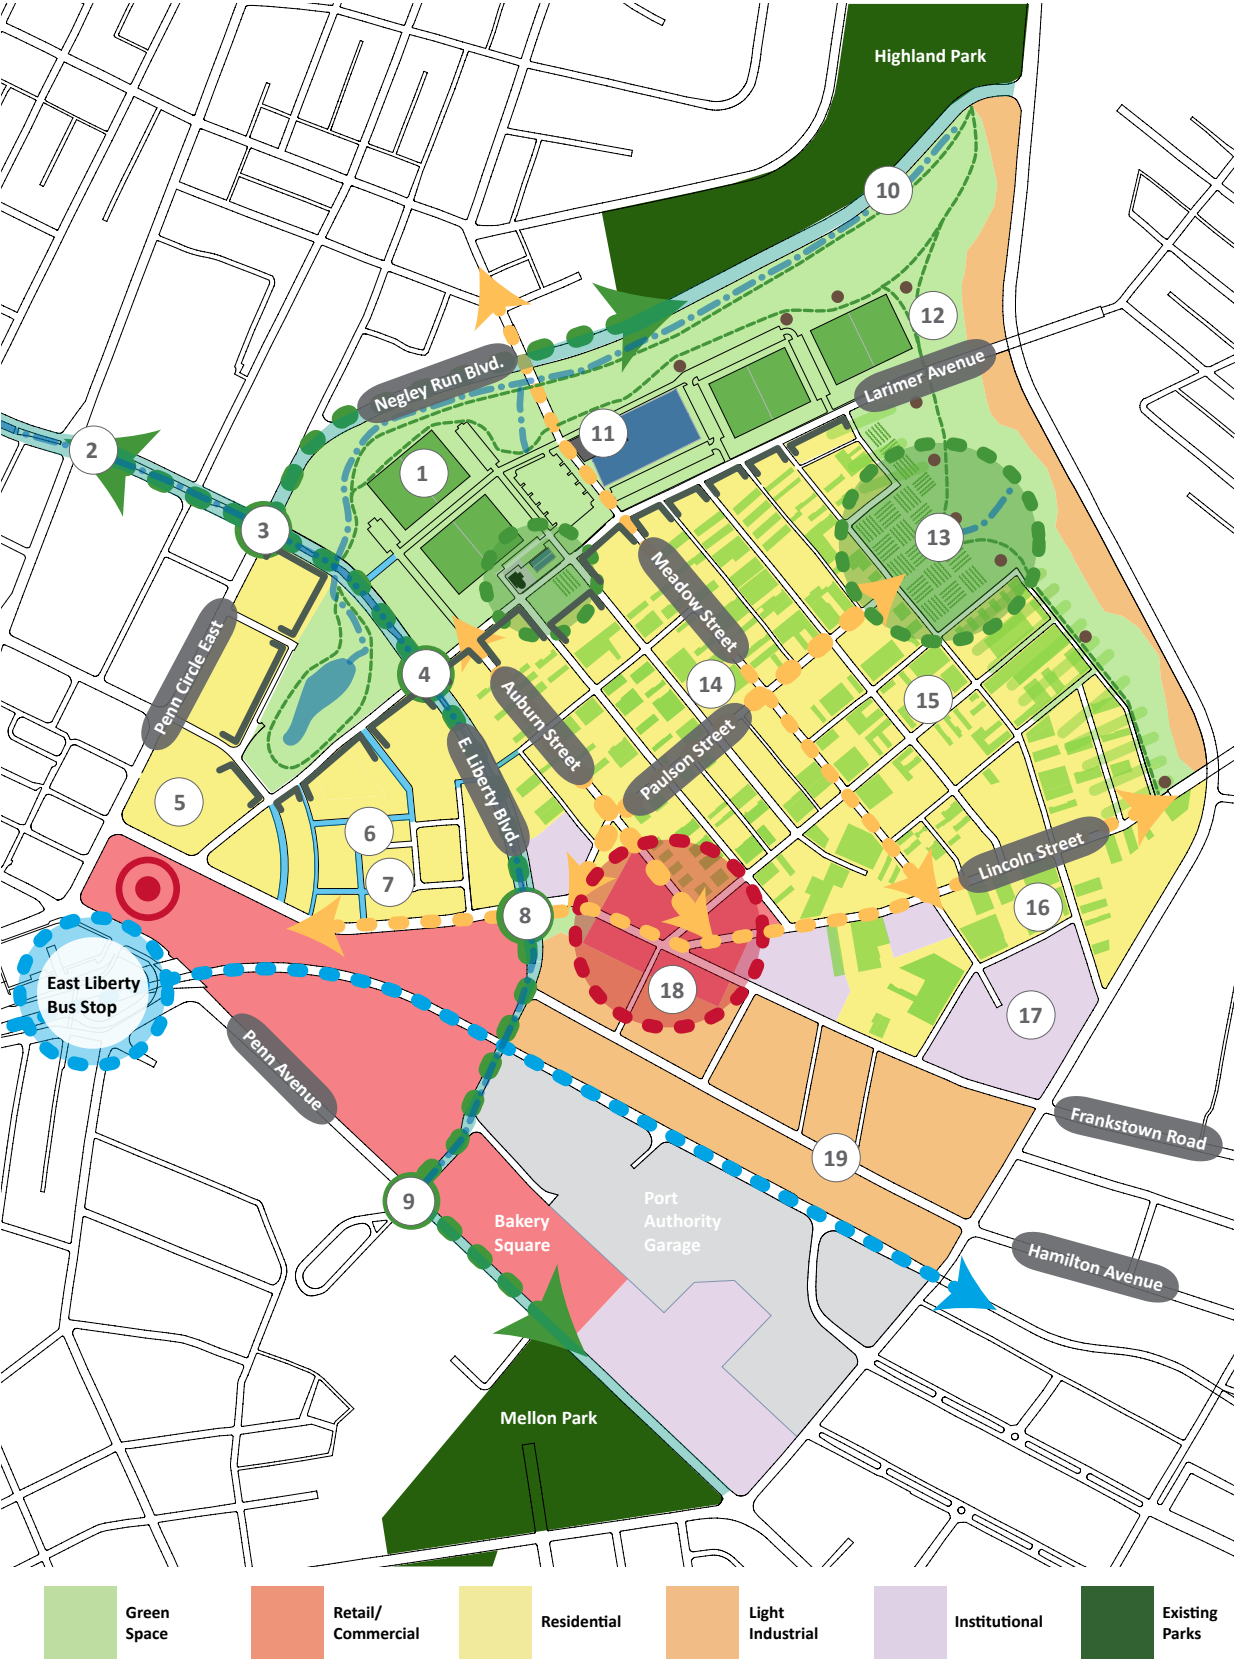 Highland Park
10
12
Larimer Avenue
Negley Run Blvd.
11
2
1
3
13
Meadow Street
Penn Circle East
4
14
15
Auburn Street
Paulson Street
E. Liberty Blvd.
5
6
7
Lincoln Street
8
16
East Liberty
Bus Stop
18
17
Penn Avenue
Frankstown Road
19
9
Port
Authority
Garage
Bakery
Square
Hamilton Avenue
Mellon Park
Green
Space
Retail/
Commercial
Residential
Light
Industrial
Institutional
Existing
Parks